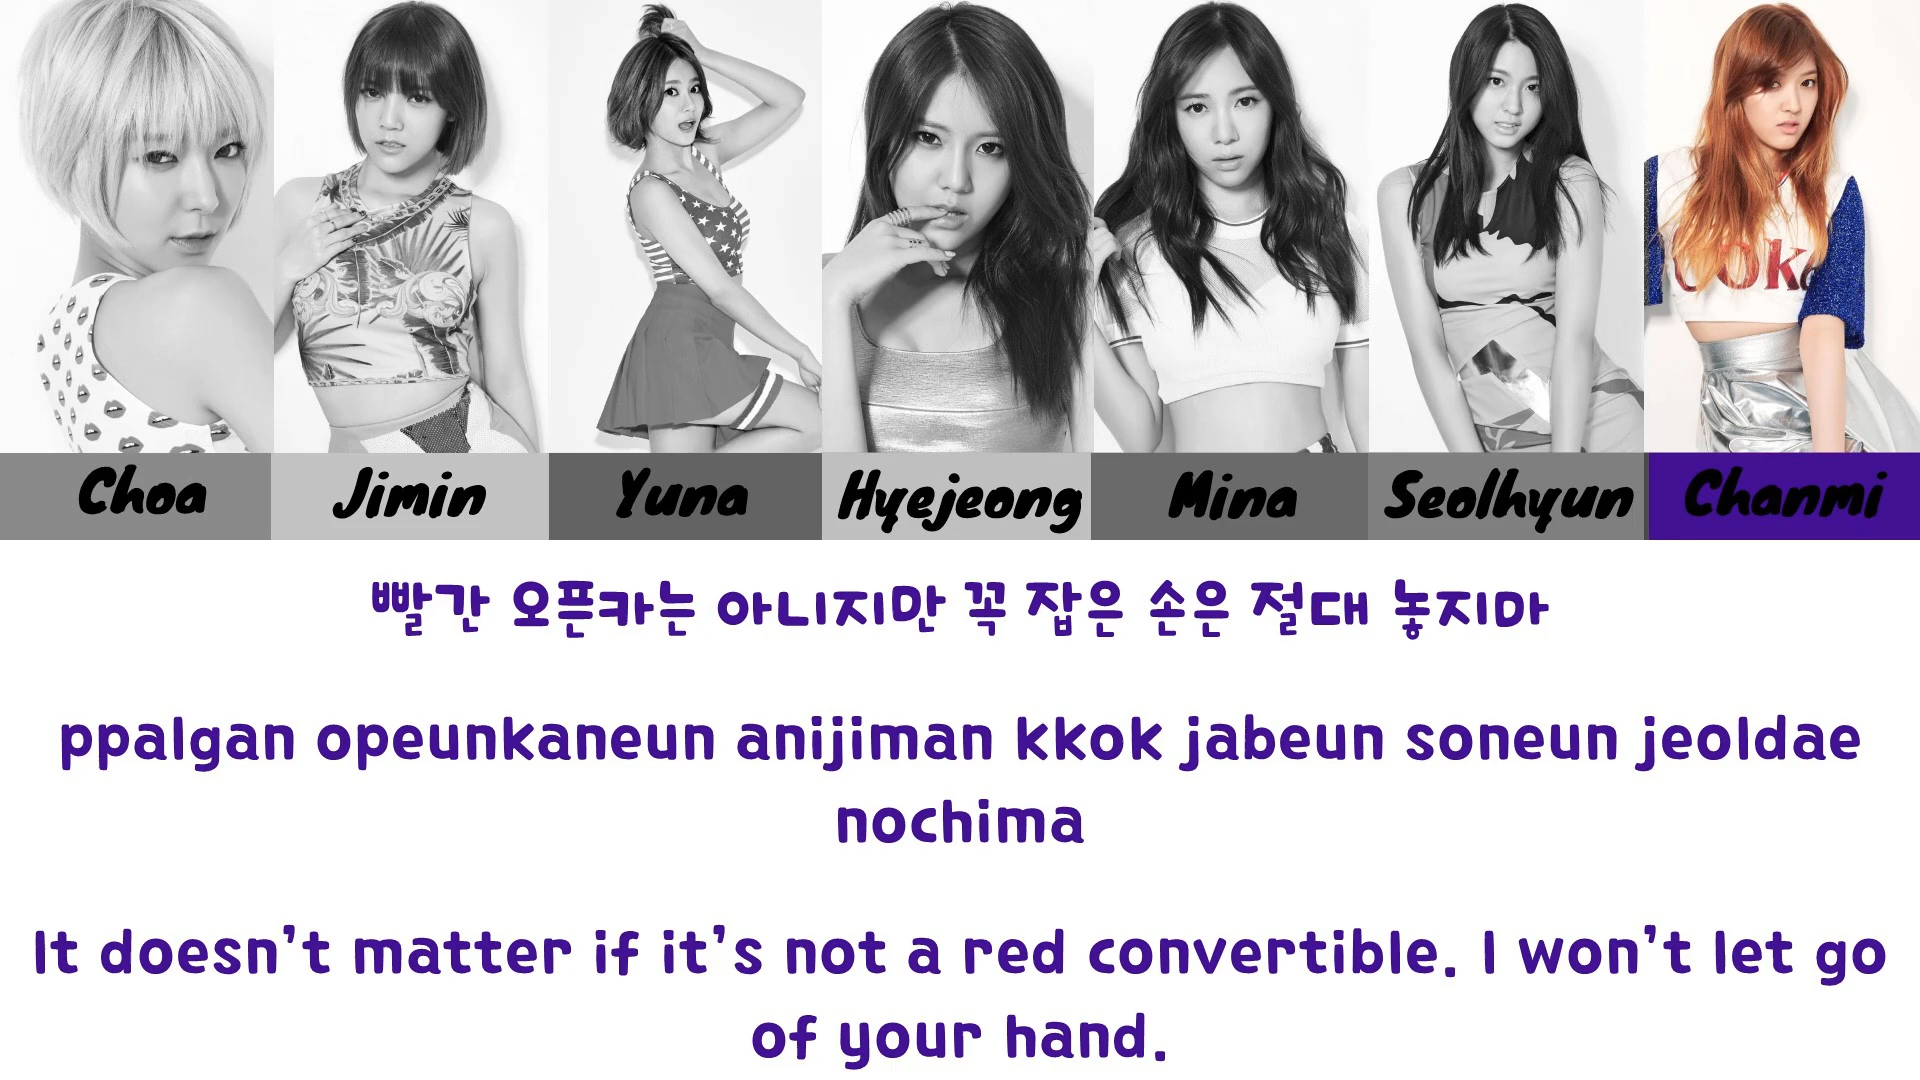 Coke
Choa Jimin Yuna Hyejeong Mina Seolhyun Chanmi
빨간 오픈카는 아니지만 꼭 잡은 손은 절대 놓지마
ppalgan opeunkaneun anijiman kkok jabeun soneun jeoldae
nochima
It doesn't matter if it's not a red convertible. I won't let go
of your hand.